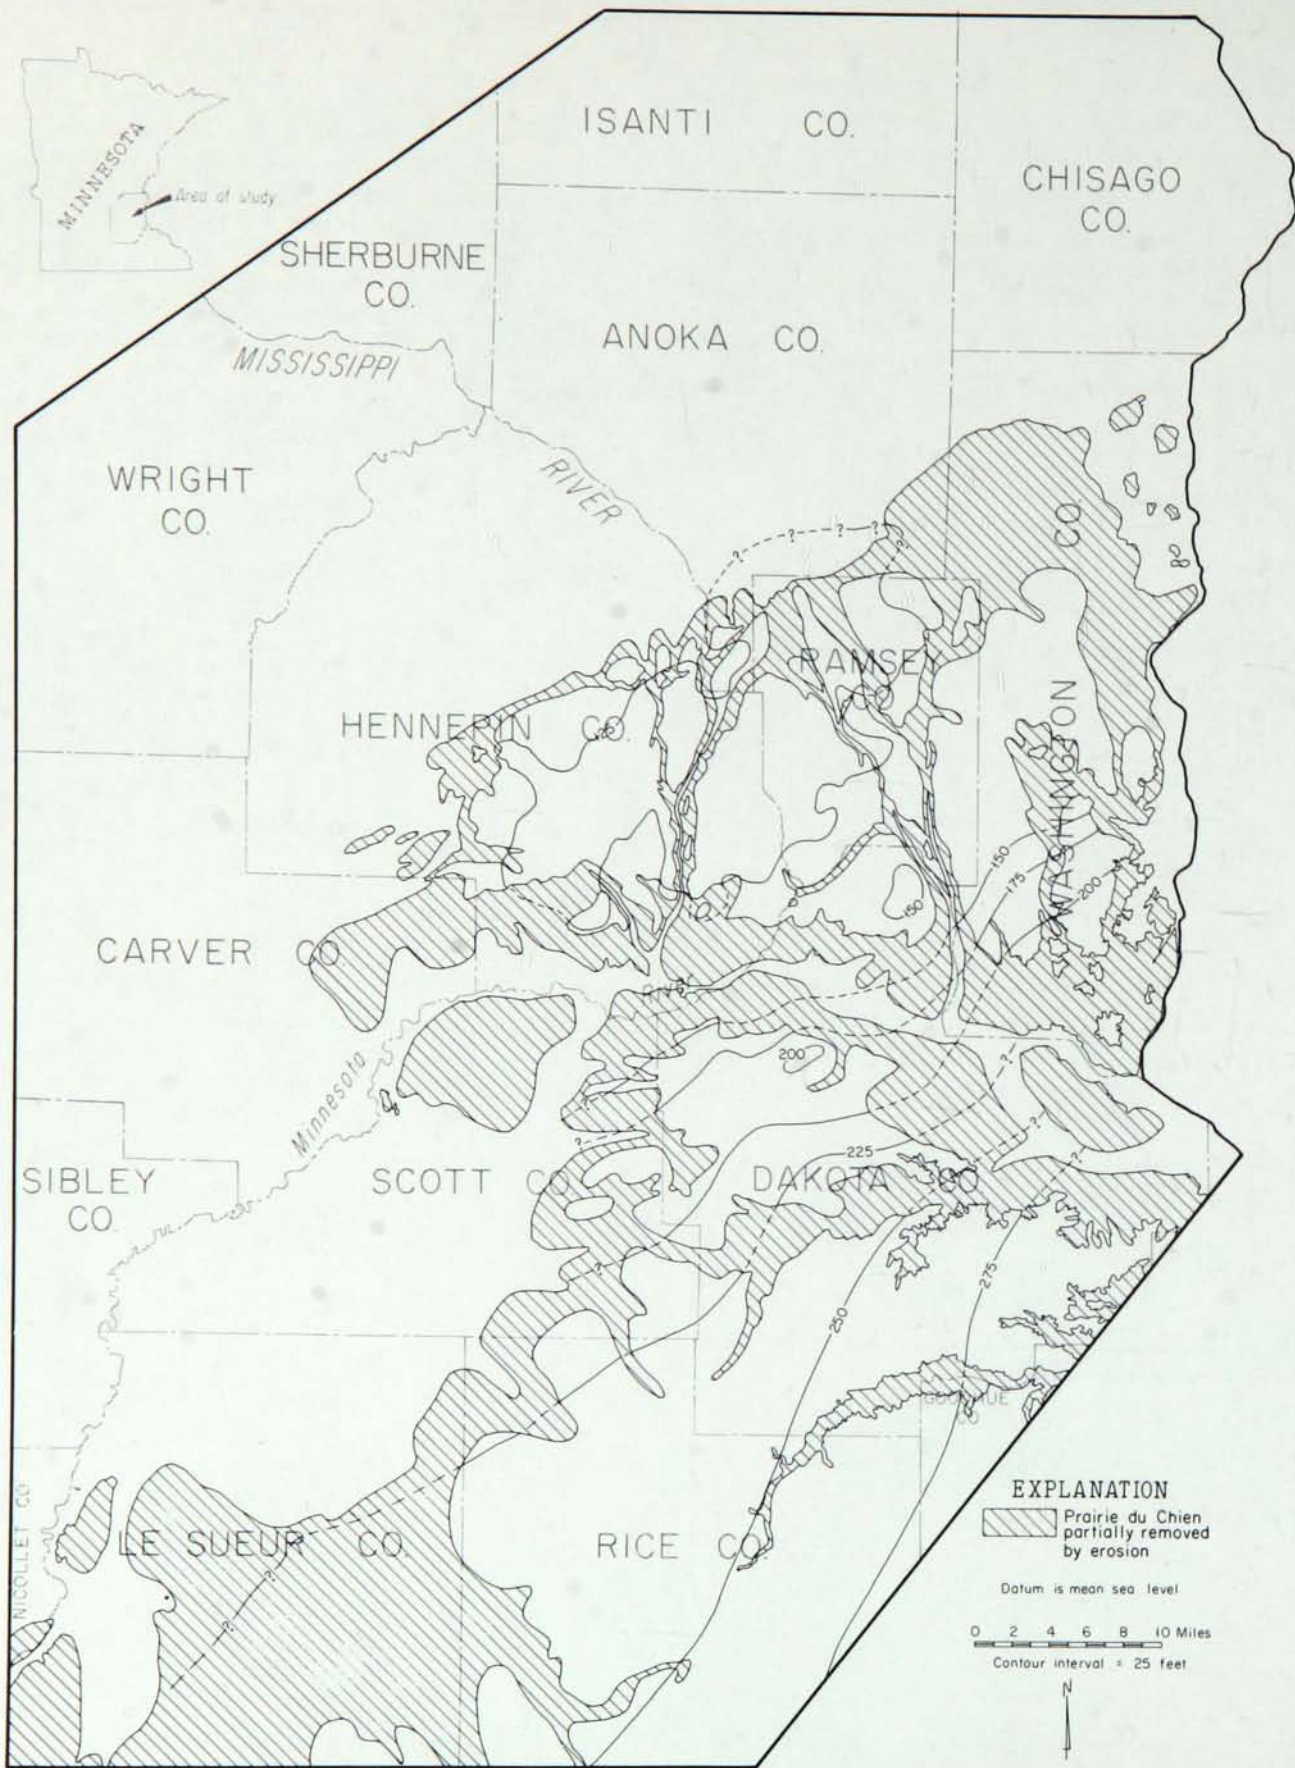 ISANTI CO.
CHISAGO
CO.
MINNESOTA
Area of study
SHERBURNE
CO.
ANOKA CO.
MISSISSIPPI
RIVER
WRIGHT
CO.
CO.
?
?
?
?
?
RAMSEY
CO
HENNEPIN CO.
WASHINGTON
150
175
200
150
CARVER CO
Minnesota
200
?
?
?
?
?
225
SIBLEY
CO.
SCOTT CO
DAKOTA CO
?
275
250
GOODHUE
CO
NICOLLET CO
LE SUEUR CO.
RICE CO.
?
?
EXPLANATION
Prairie du Chien
partially removed
by erosion
Datum is mean sea level
0 2 4 6 8 10 Miles
Contour interval = 25 feet
N